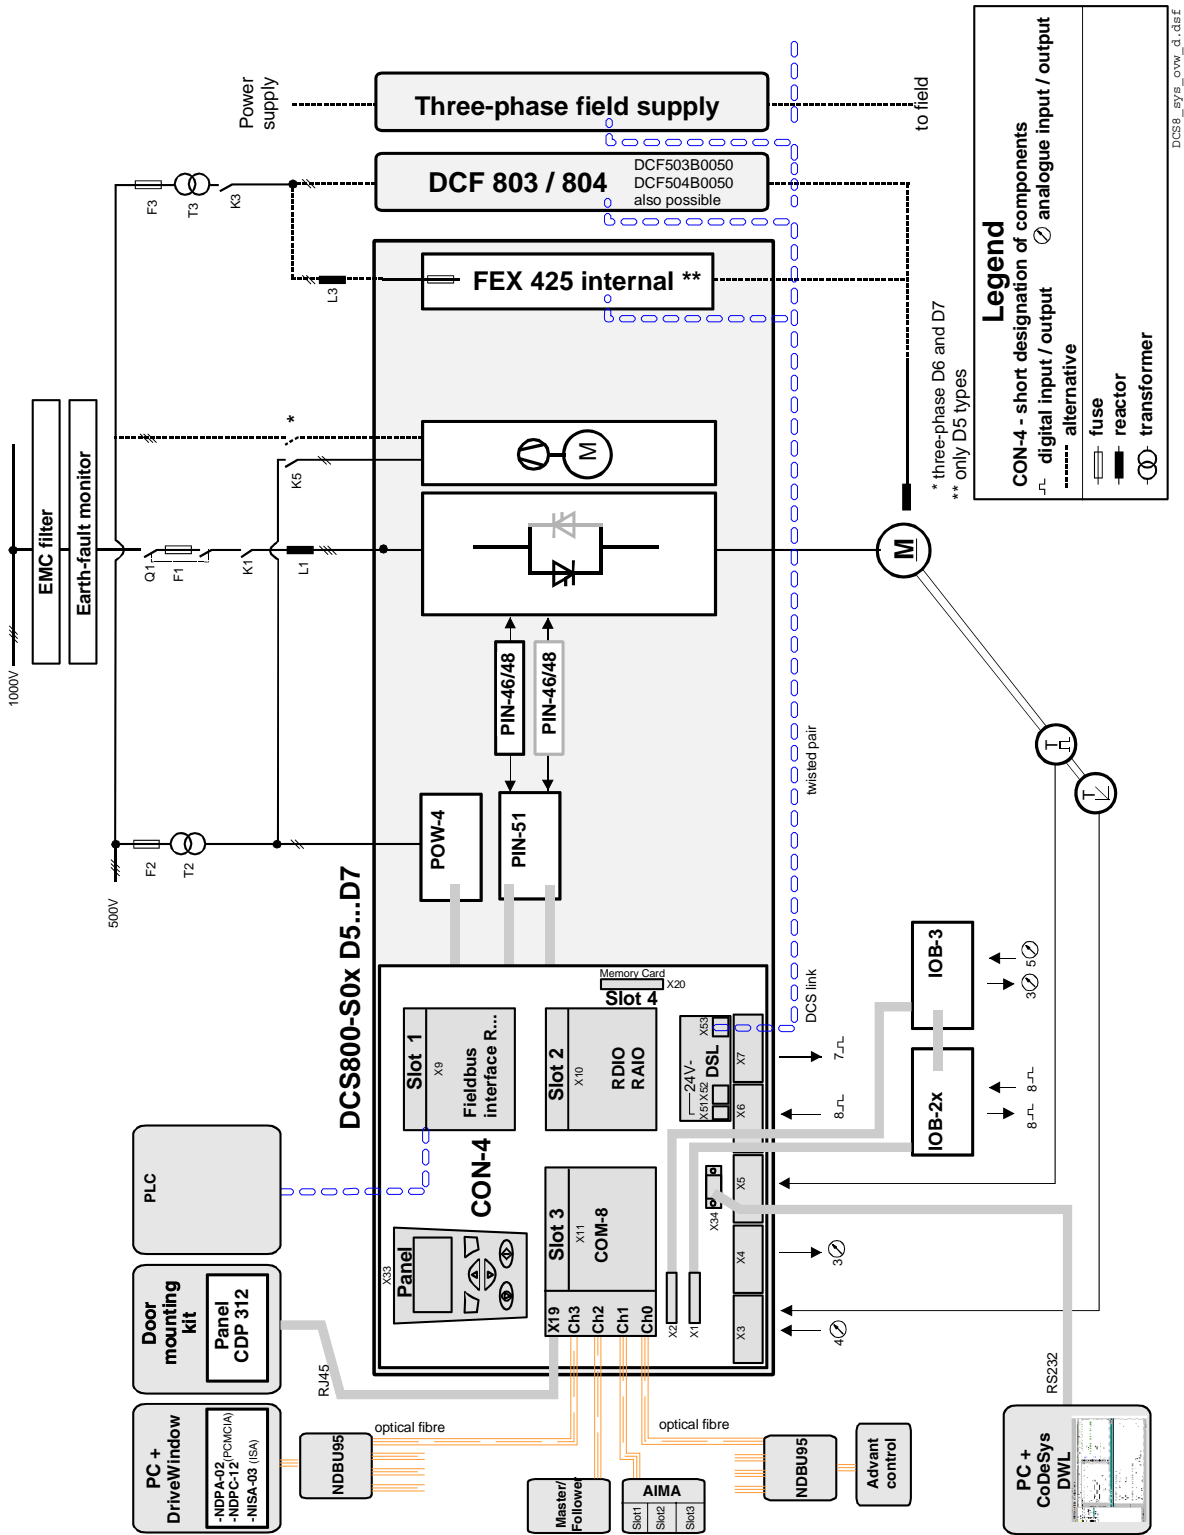 DCS800-S0x D5...D7
1000V
EMC filter
Earth-fault monitor
500V
F2
T2
Q1
F1
K1
L1
K5
*
F3
T3
K3
L3
Power
supply
Three-phase field supply
to field
DCF 803 / 804
DCF503B0050
DCF504B0050
also possible
FEX 425 internal **
M
M
PIN-46/48
PIN-46/48
POW-4
PIN-51
twisted pair
DCS link
* three-phase D6 and D7
** only D5 types
Legend
CON-4 - short designation of components
digital input / output
analogue input / output
alternative
fuse
reactor
transformer
DCS8_sys_ovw_d.dsf
T
T
PLC
Door
mounting
kit
Panel
CDP 312
PC +
DriveWindow
-NDPA-02 (PCMCIA)
-NDPC-12
-NISA-03 (ISA)
RJ45
optical fibre
NDBU95
Master/
Follower
AIMA
Slot1
Slot2
Slot3
optical fibre
NDBU95
Advant
control
PC +
CoDeSys
DWL
RS232
CON-4
X33
Panel
Slot 1
X9
Fieldbus
interface R...
Slot 2
X10
RDIO
RAIO
Slot 3
X11
COM-8
X19
Ch3
Ch2
Ch1
Ch0
Memory Card
X20
Slot 4
24V-
DSL
X51
X52
X53
X2
X1
X34
X3
X4
X5
X6
X7
4
3
8
7
IOB-2x
IOB-3
8
8
3
5